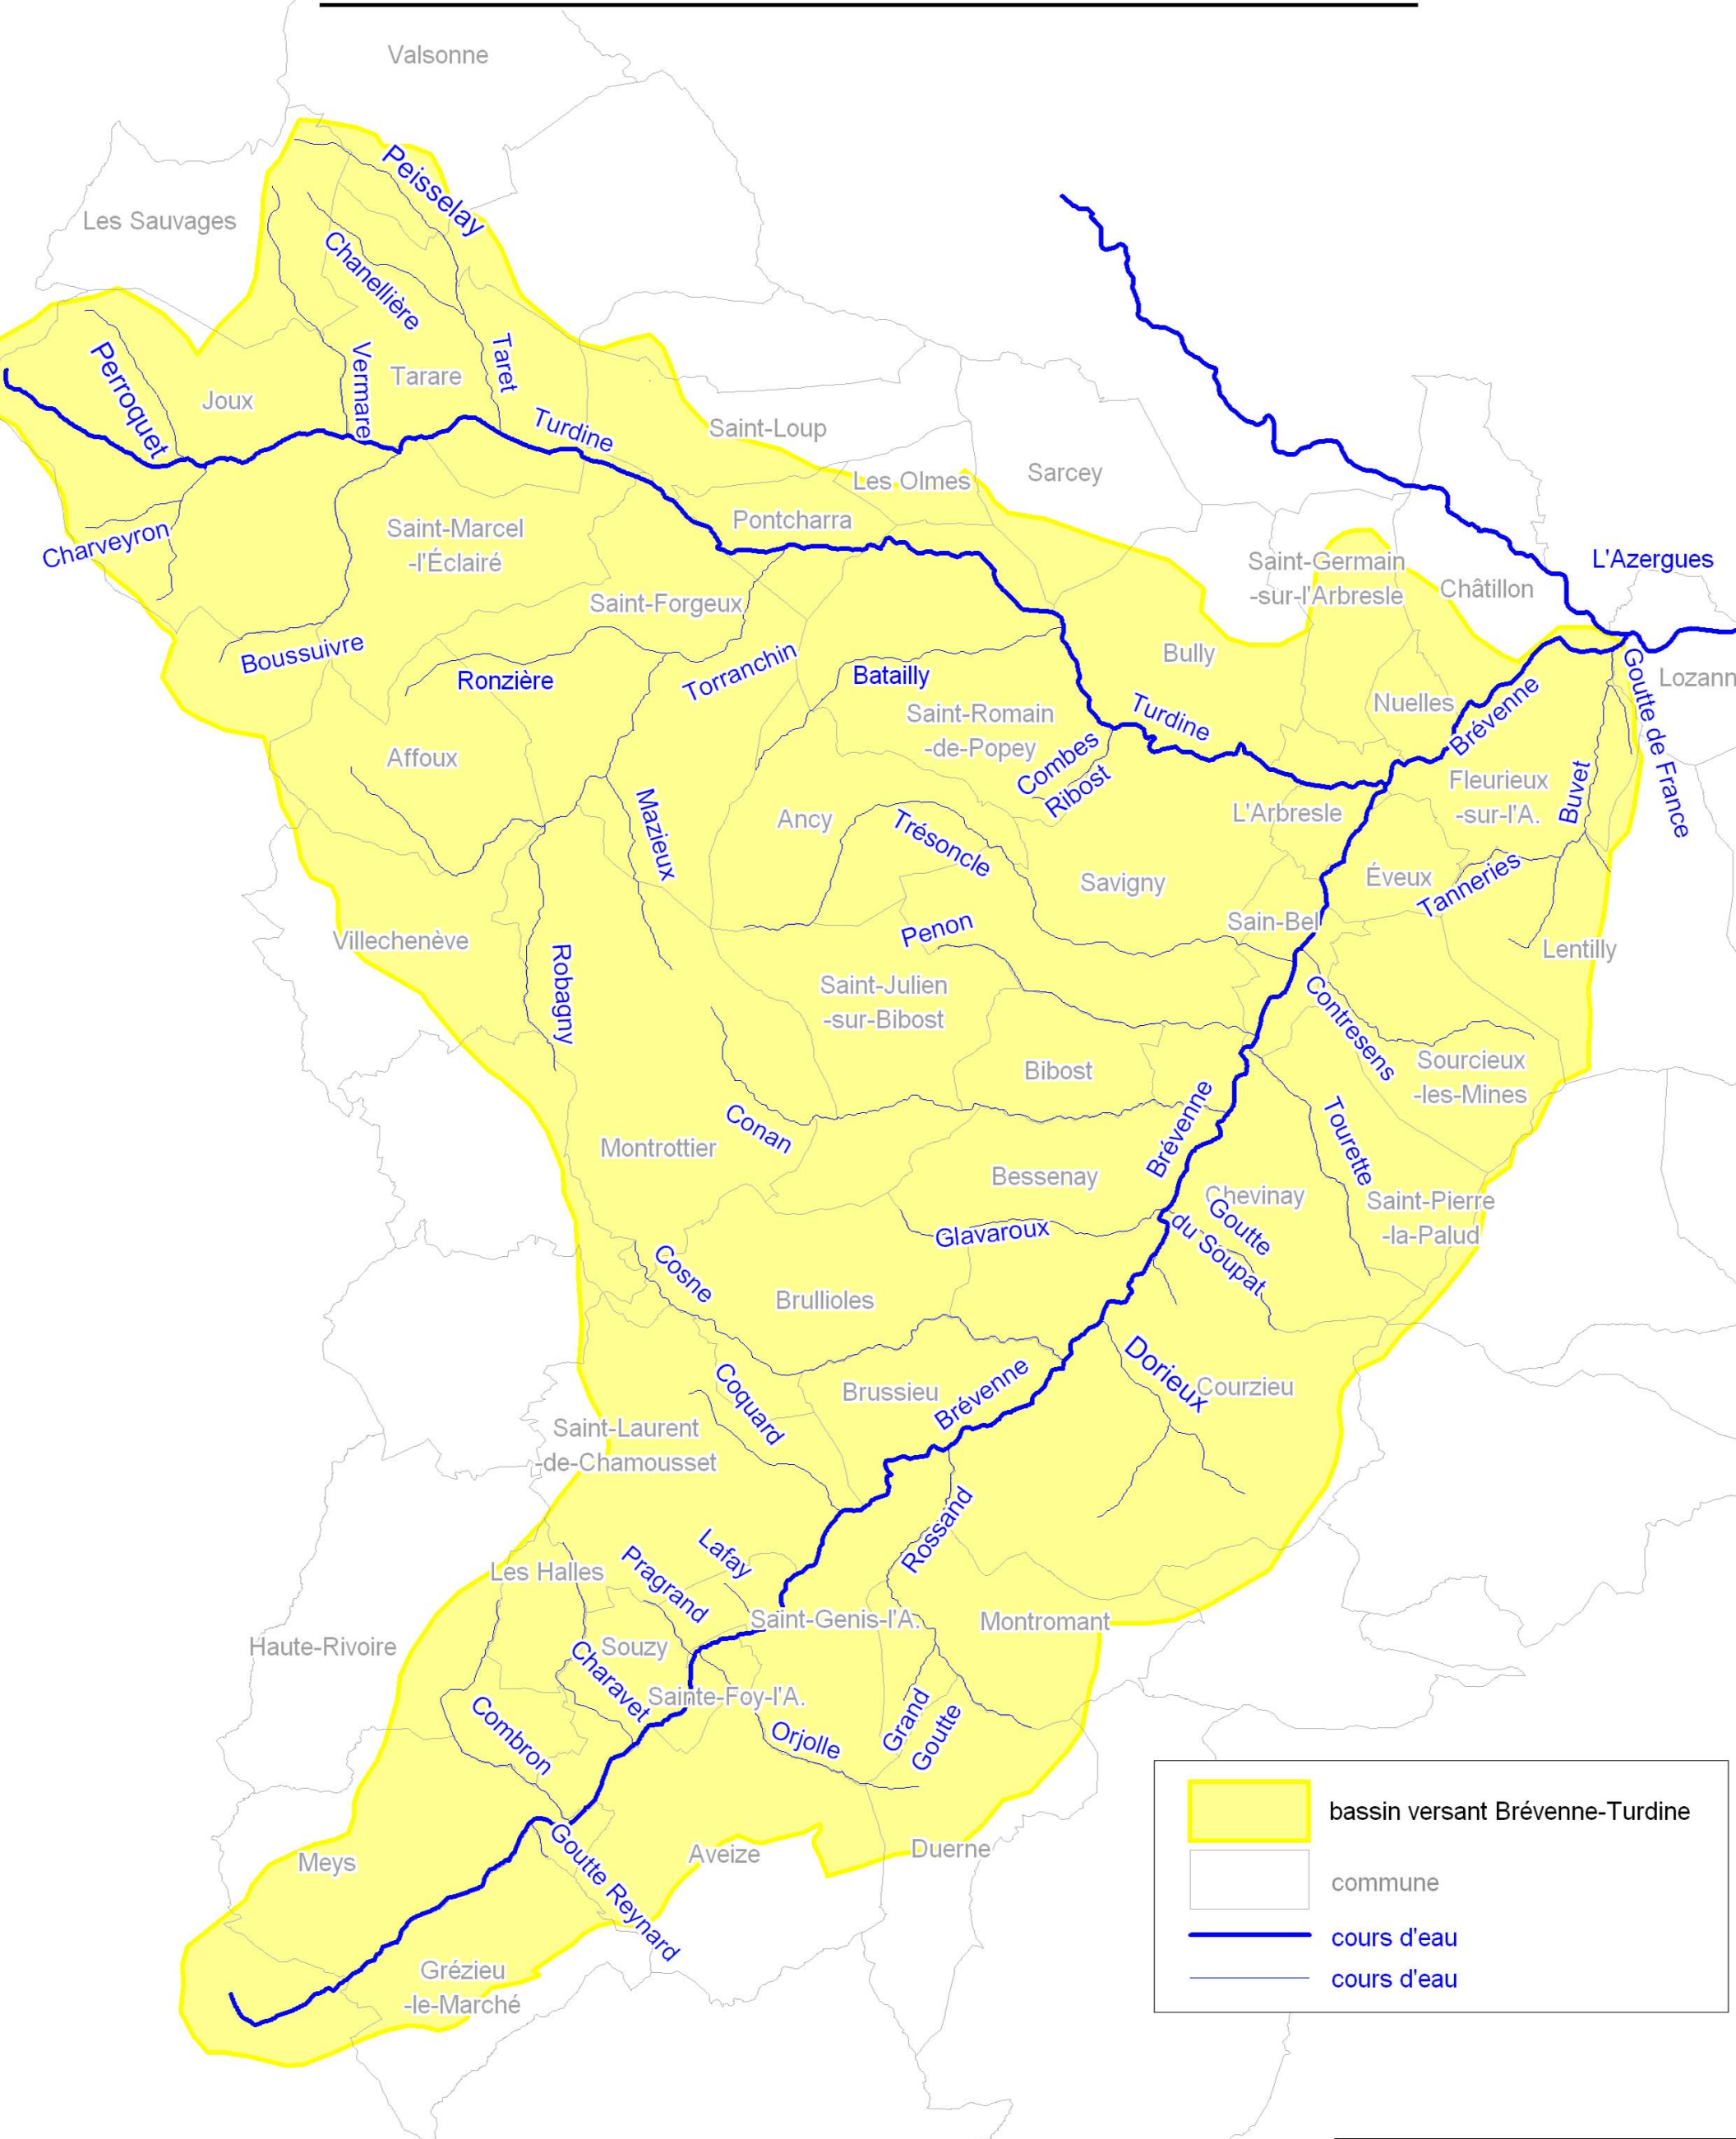 Valsonne
Peisselay
Les Sauvages
Chanellière
Perroquet
Vermare
Taret
Tarare
Joux
Turdine
Saint-Loup
Les Olmes
Sarcey
Pontcharra
Charveyron
Saint-Marcel
-l'Éclairé
Saint-Germain
-sur-l'Arbresle
Châtillon
L'Azergues
Saint-Forgeux
Boussuivre
Ronzière
Torranchin
Batailly
Bully
Goutte de France
Lozann
Nuelles
Brévenne
Saint-Romain
-de-Popey
Turdine
Affoux
Combes
Ribost
Mazieux
Ancy
Trésoncle
L'Arbresle
Fleurieux
-sur-l'A.
Buvet
Savigny
Éveux
Tanneries
Villechenève
Penon
Sain-Bel
Lentilly
Robagny
Saint-Julien
-sur-Bibost
Contresens
Bibost
Sourcieux
-les-Mines
Conan
Brévenne
Tourette
Montrottier
Bessenay
Chevinay
Saint-Pierre
-la-Palud
Glavaroux
Goutte
du Soupat
Cosne
Brullioles
Dorieux
Coquard
Brussieu
Brévenne
Courzieu
Saint-Laurent
-de-Chamousset
Rossand
Lafay
Pragrand
Les Halles
Saint-Genis-l'A.
Montromant
Haute-Rivoire
Souzy
Charavet
Sainte-Foy-l'A.
Combron
Orjolle
Grand
Goutte
Goutte Reynard
Aveize
Duerne
Meys
Grézieu
-le-Marché
bassin versant Brévenne-Turdine
commune
cours d'eau
cours d'eau